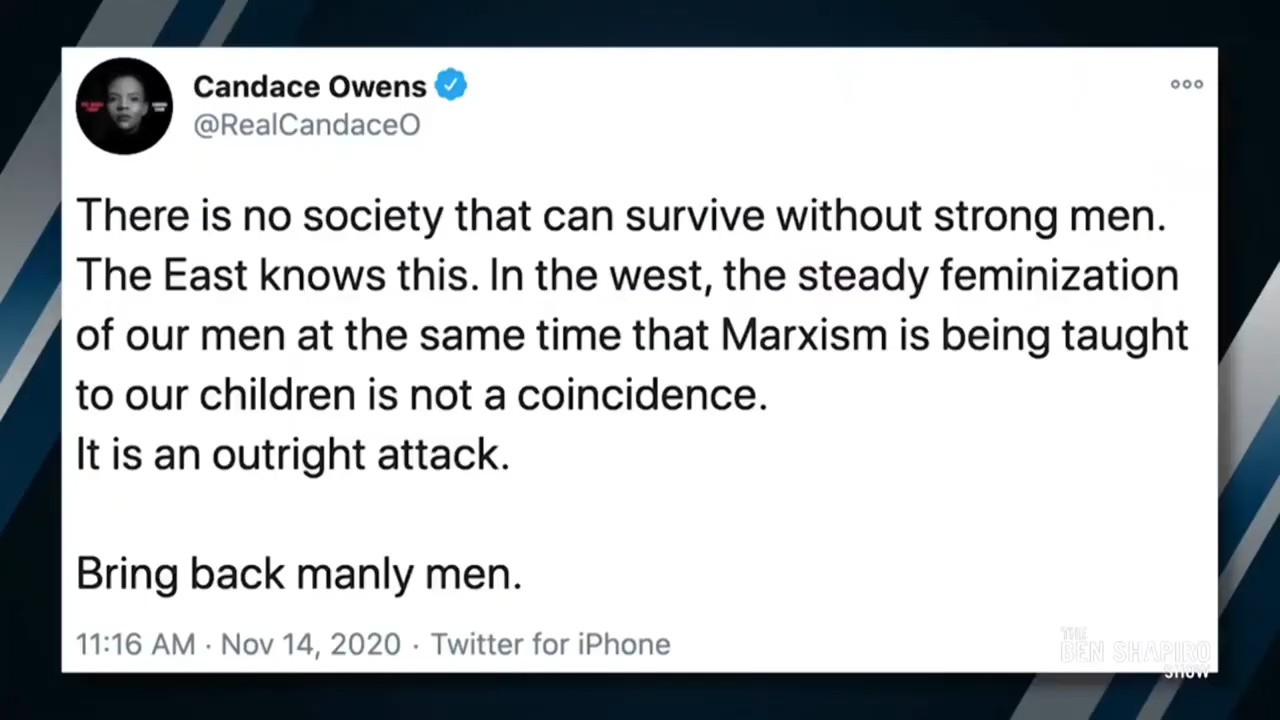 Candace Owens
@RealCandaceO
There is no society that can survive without strong men.
The East knows this. In the west, the steady feminization
of our men at the same time that Marxism is being taught
to our children is not a coincidence.
It is an outright attack.
Bring back manly men.
11:16 AM · Nov 14, 2020 · Twitter for iPhone
THE
BEN SHAPIRO
SHOW